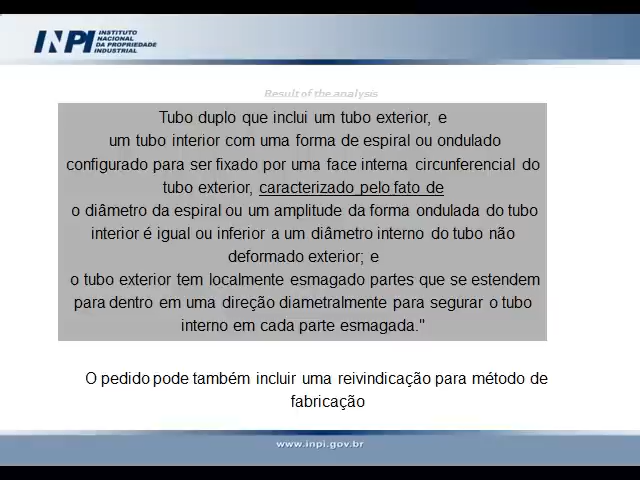 INPI
INSTITUTO
NACIONAL
DA PROPRIEDADE
INDUSTRIAL
Result of the analysis
Tubo duplo que inclui um tubo exterior, e
um tubo interior com uma forma de espiral ou ondulado
configurado para ser fixado por uma face interna circunferencial do
tubo exterior, caracterizado pelo fato de
o diâmetro da espiral ou um amplitude da forma ondulada do tubo
interior é igual ou inferior a um diâmetro interno do tubo não
deformado exterior; e
o tubo exterior tem localmente esmagado partes que se estendem
para dentro em uma direção diametralmente para segurar o tubo
interno em cada parte esmagada."
O pedido pode também incluir uma reivindicação para método de
fabricação
www.inpi.gov.br